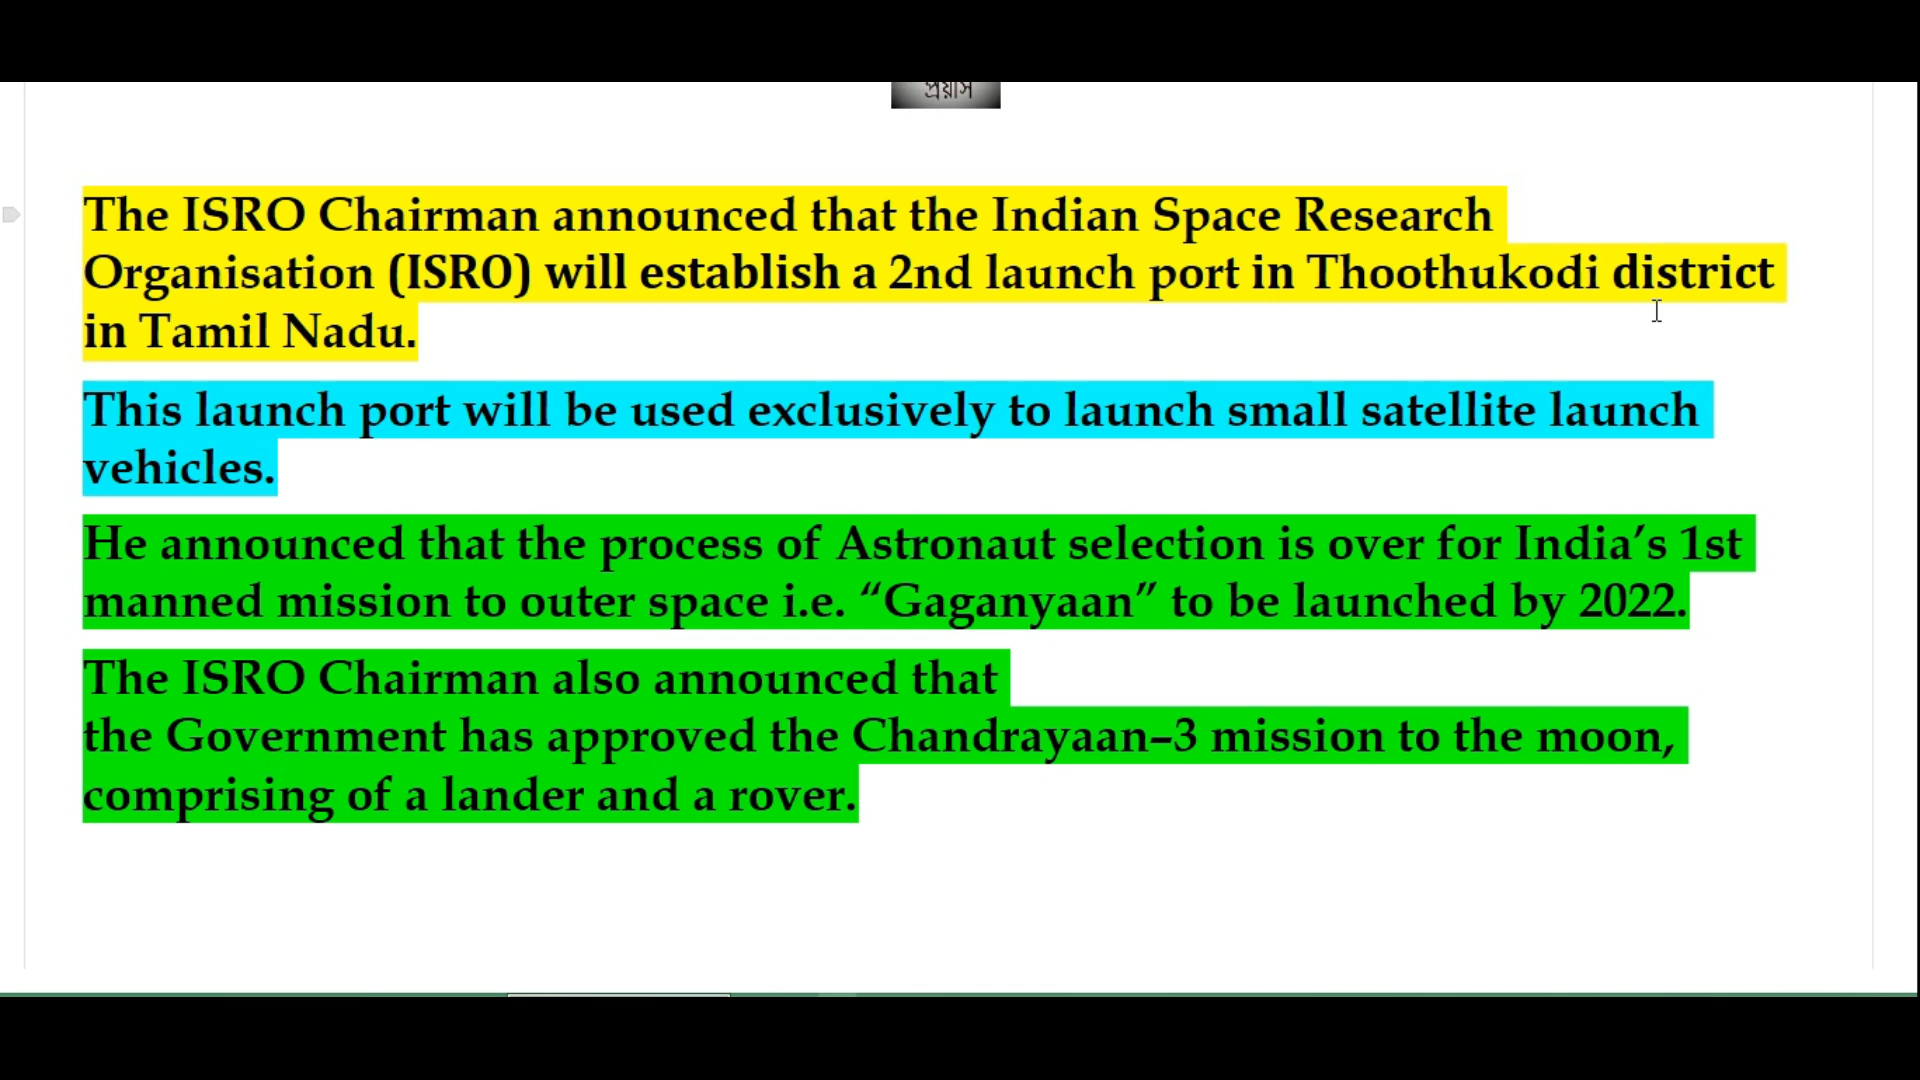 প্রয়াস
The ISRO Chairman announced that the Indian Space Research
Organisation (ISRO) will establish a 2nd launch port in Thoothukodi district
in Tamil Nadu.
This launch port will be used exclusively to launch small satellite launch
vehicles.
He announced that the process of Astronaut selection is over for India’s 1st
manned mission to outer space i.e. “Gaganyaan” to be launched by 2022.
The ISRO Chairman also announced that
the Government has approved the Chandrayaan–3 mission to the moon,
comprising of a lander and a rover.